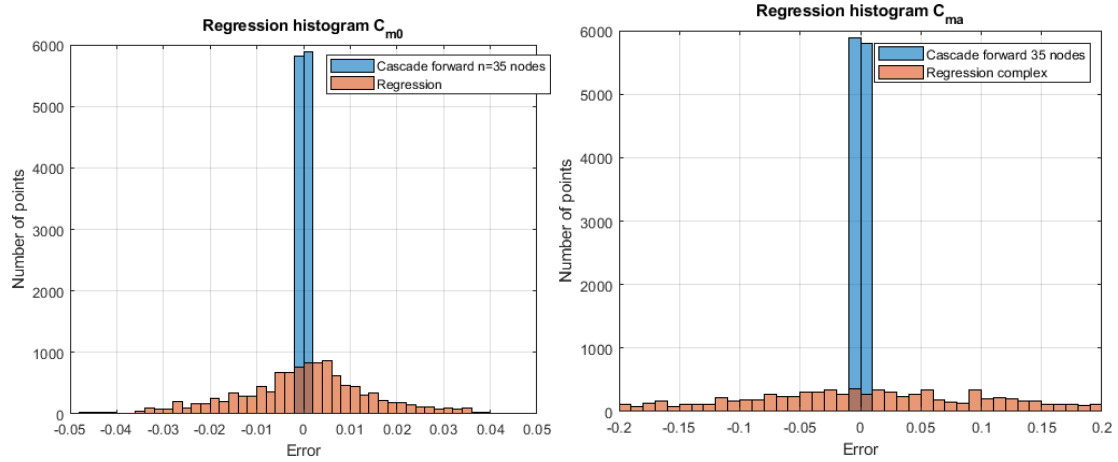 Regression histogram Cm0
Cascade forward n=35 nodes
Regression
6000
5000
4000
3000
2000
1000
0
Number of points
-0.05 -0.04 -0.03 -0.02 -0.01 0 0.01 0.02 0.03 0.04 0.05
Error
Regression histogram Cma
Cascade forward 35 nodes
Regression complex
6000
5000
4000
3000
2000
1000
0
Number of points
-0.2 -0.15 -0.1 -0.05 0 0.05 0.1 0.15 0.2
Error